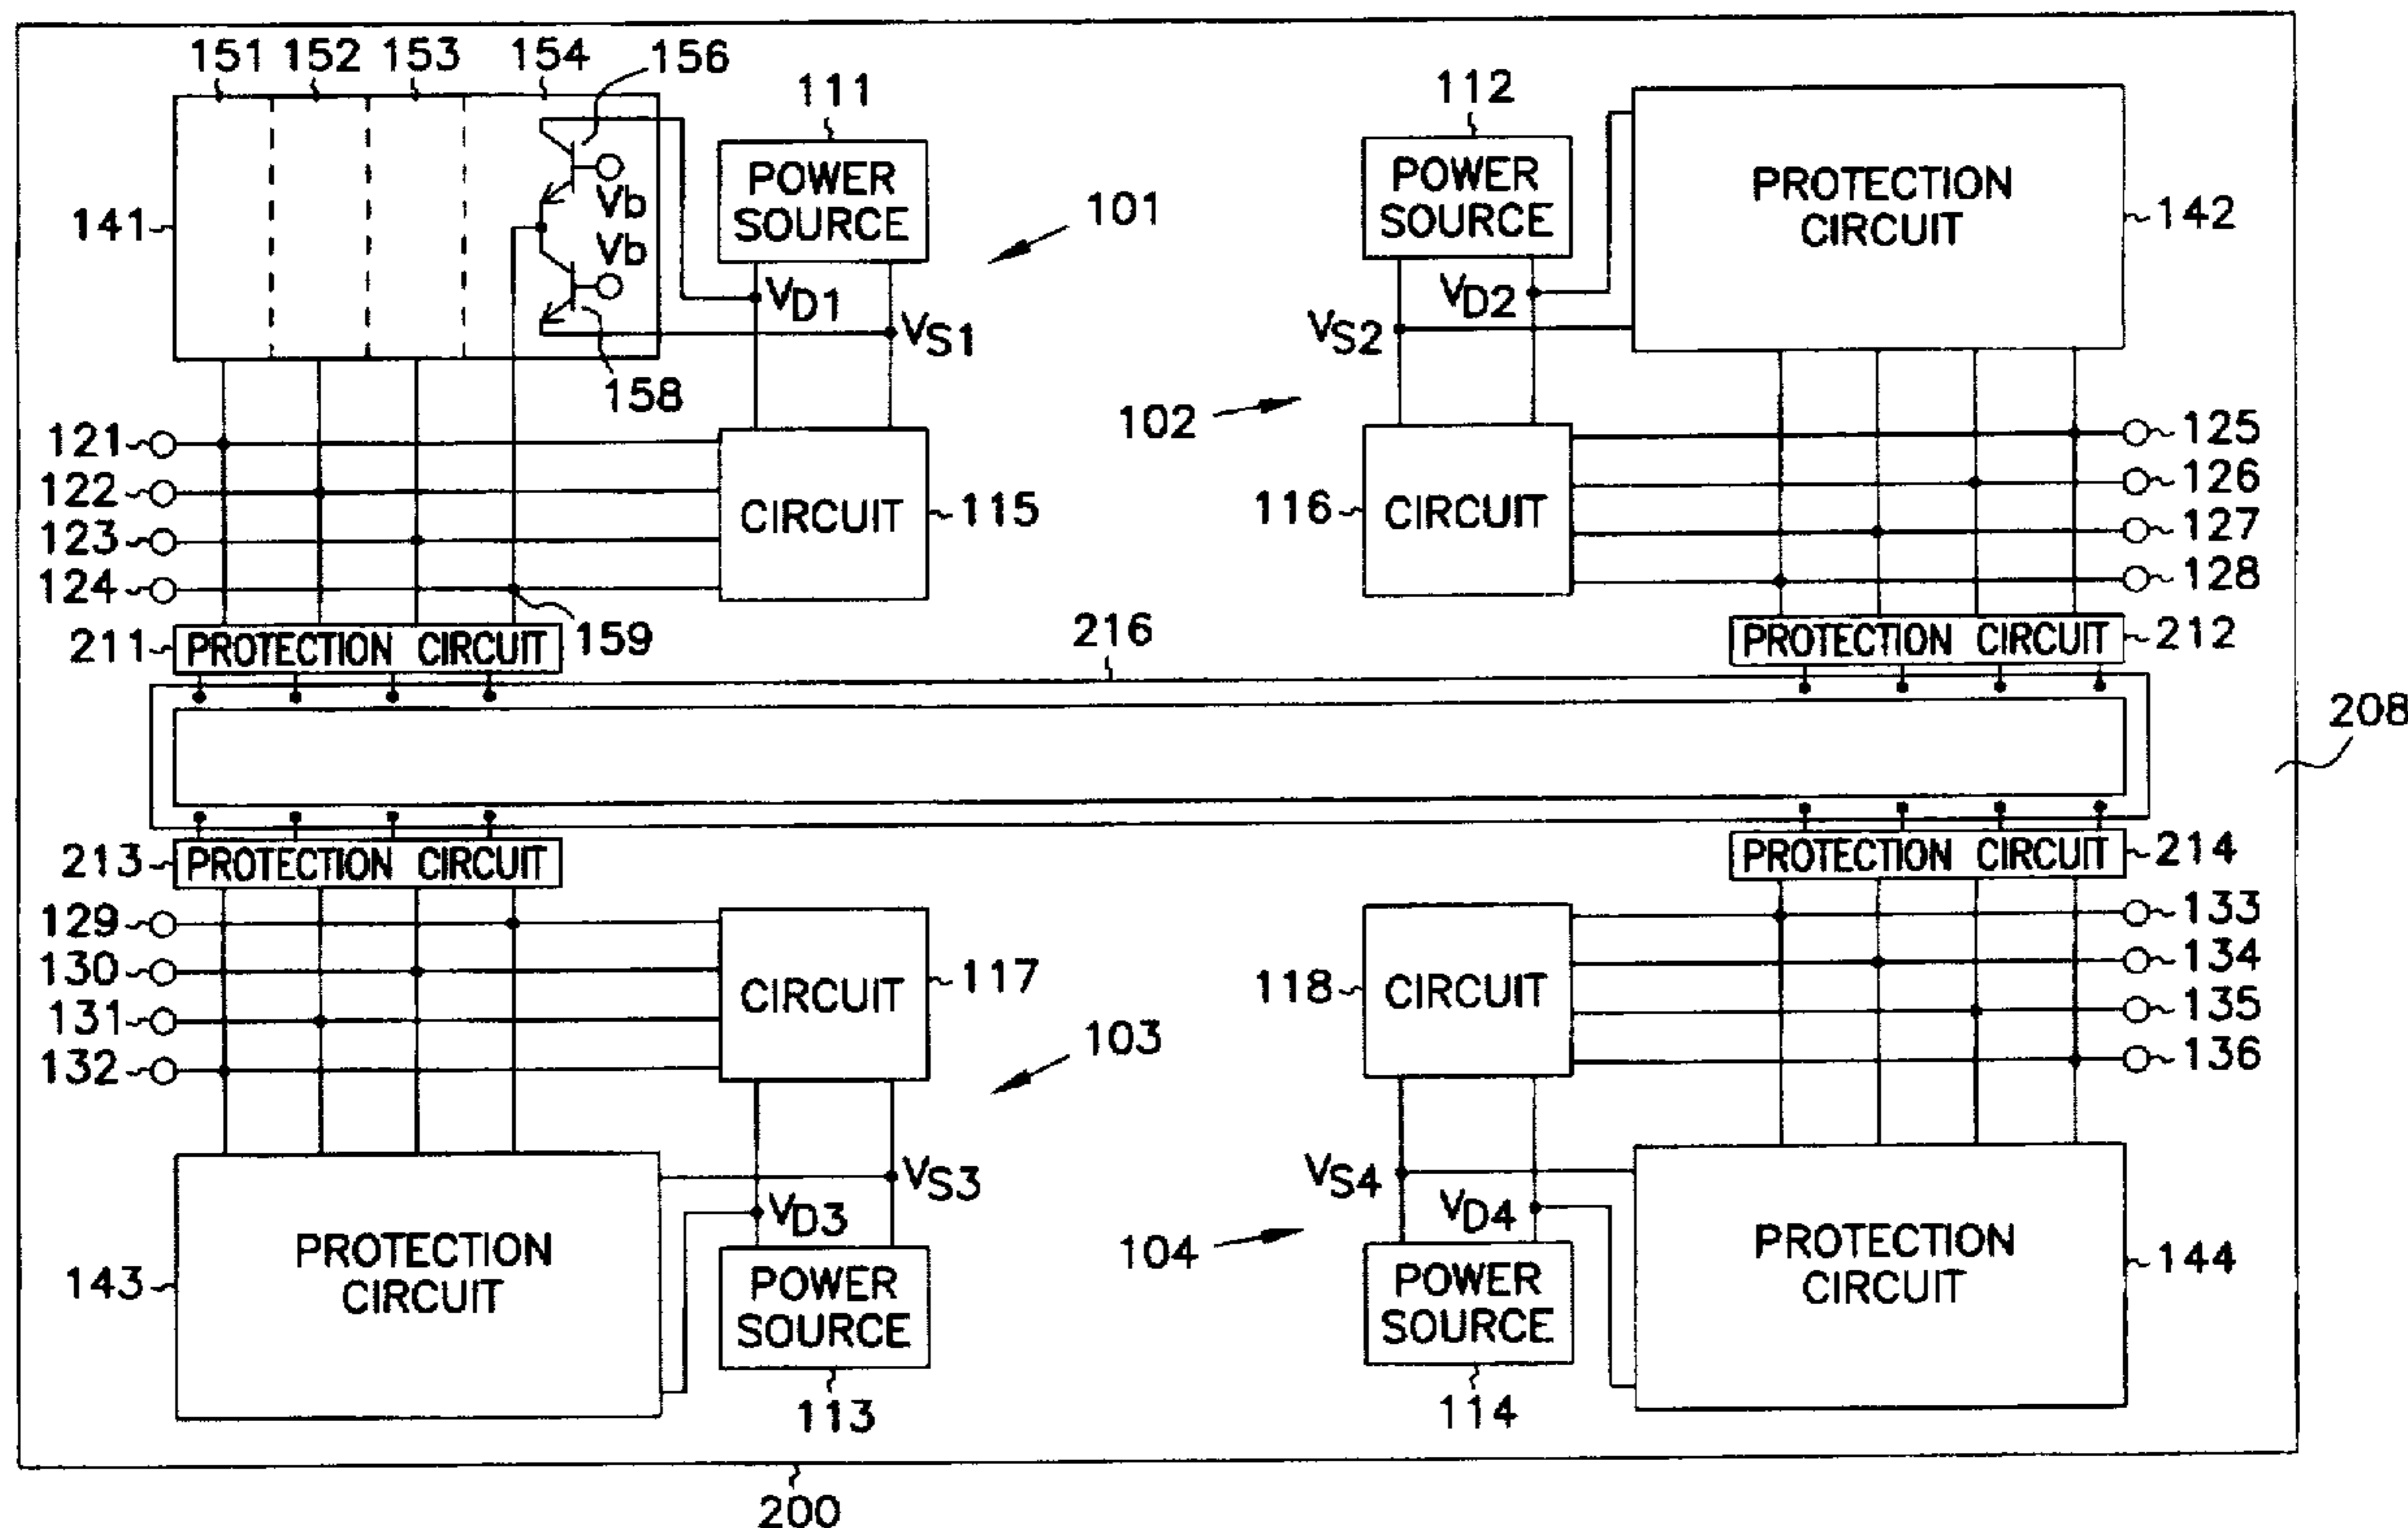 151 152 153 154 156
111
112
POWER
SOURCE
POWER
SOURCE
PROTECTION
CIRCUIT
141
Vb
Vb
101
142
VD1
VS1
VD2
VS2
158
102
121
122
123
124
CIRCUIT
115
116
CIRCUIT
125
126
127
128
159
211
PROTECTION CIRCUIT
216
PROTECTION CIRCUIT
212
208
213
PROTECTION CIRCUIT
PROTECTION CIRCUIT
214
129
130
131
132
CIRCUIT
117
118
CIRCUIT
133
134
135
136
103
VS3
VD3
VS4
VD4
104
143
PROTECTION
CIRCUIT
POWER
SOURCE
POWER
SOURCE
PROTECTION
CIRCUIT
144
113
114
200